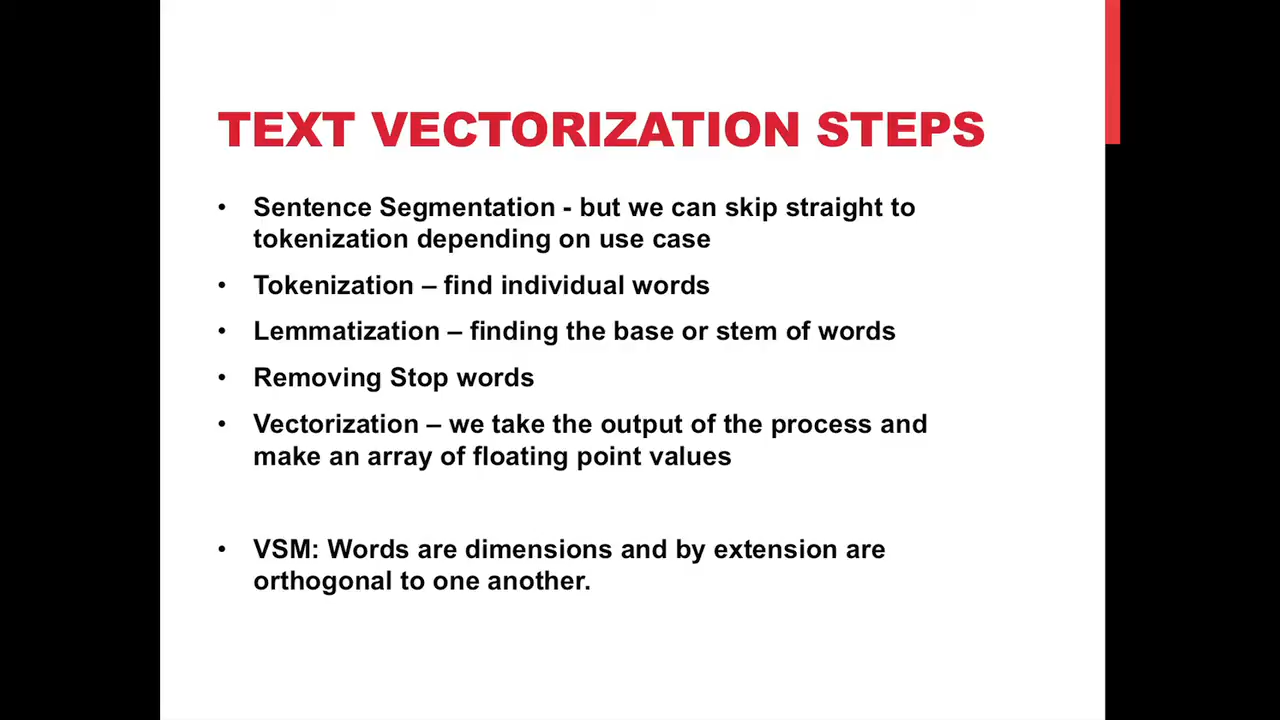 TEXT VECTORIZATION STEPS
• Sentence Segmentation - but we can skip straight to
tokenization depending on use case
• Tokenization – find individual words
• Lemmatization – finding the base or stem of words
• Removing Stop words
• Vectorization – we take the output of the process and
make an array of floating point values
• VSM: Words are dimensions and by extension are
orthogonal to one another.